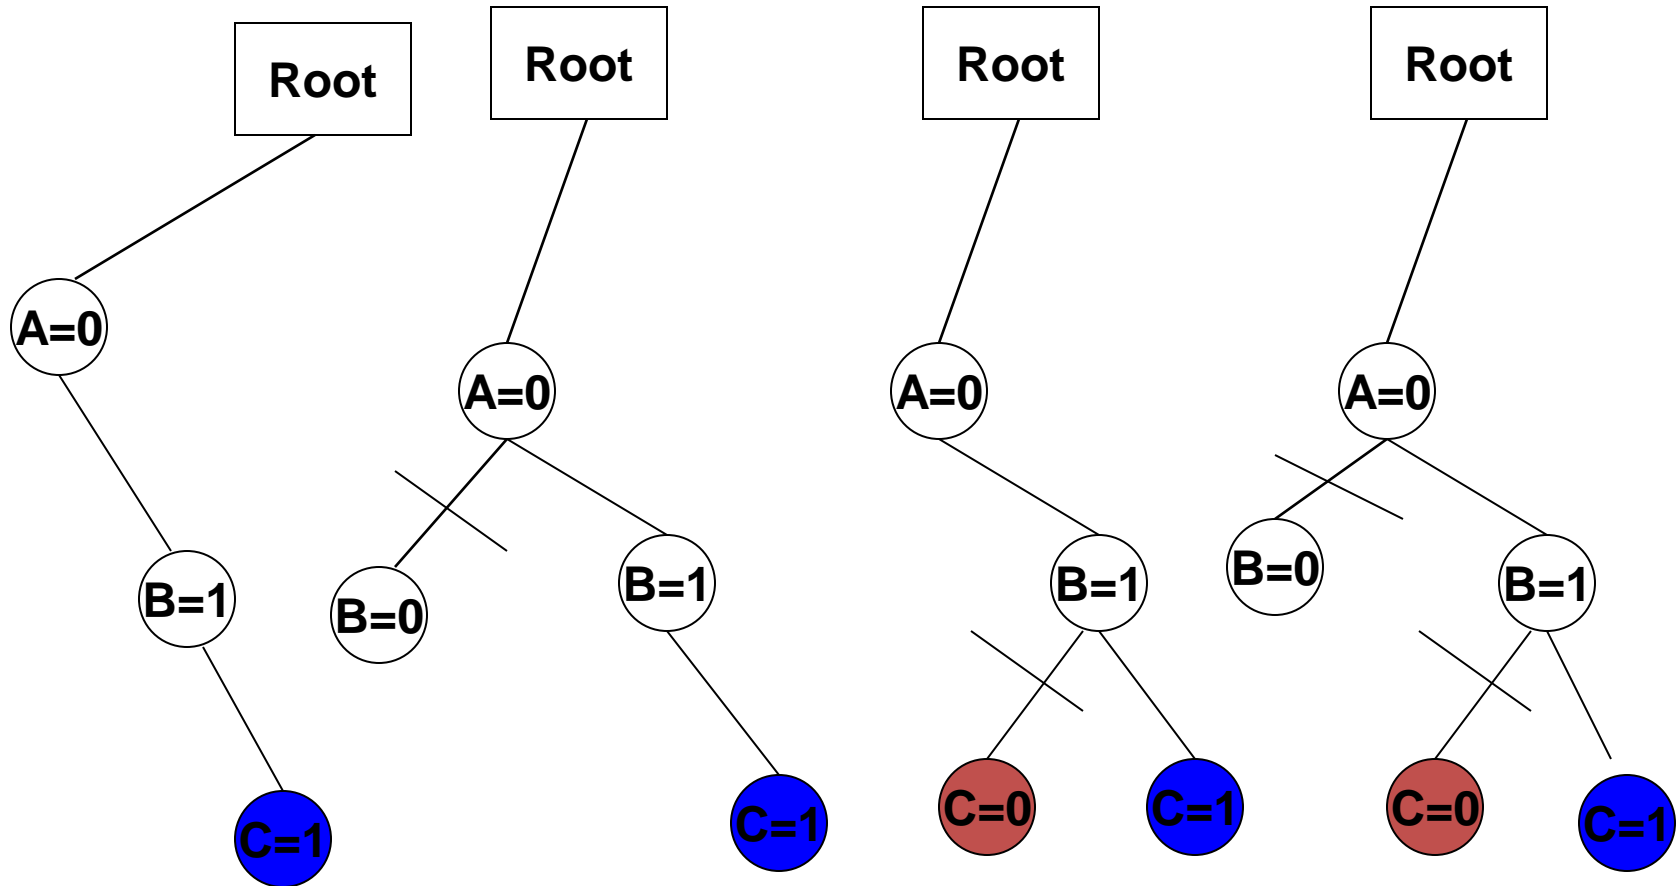 Root
A=0
B=1
C=1
Root
A=0
B=0
B=1
C=1
Root
A=0
B=1
C=0
C=1
Root
A=0
B=0
B=1
C=0
C=1